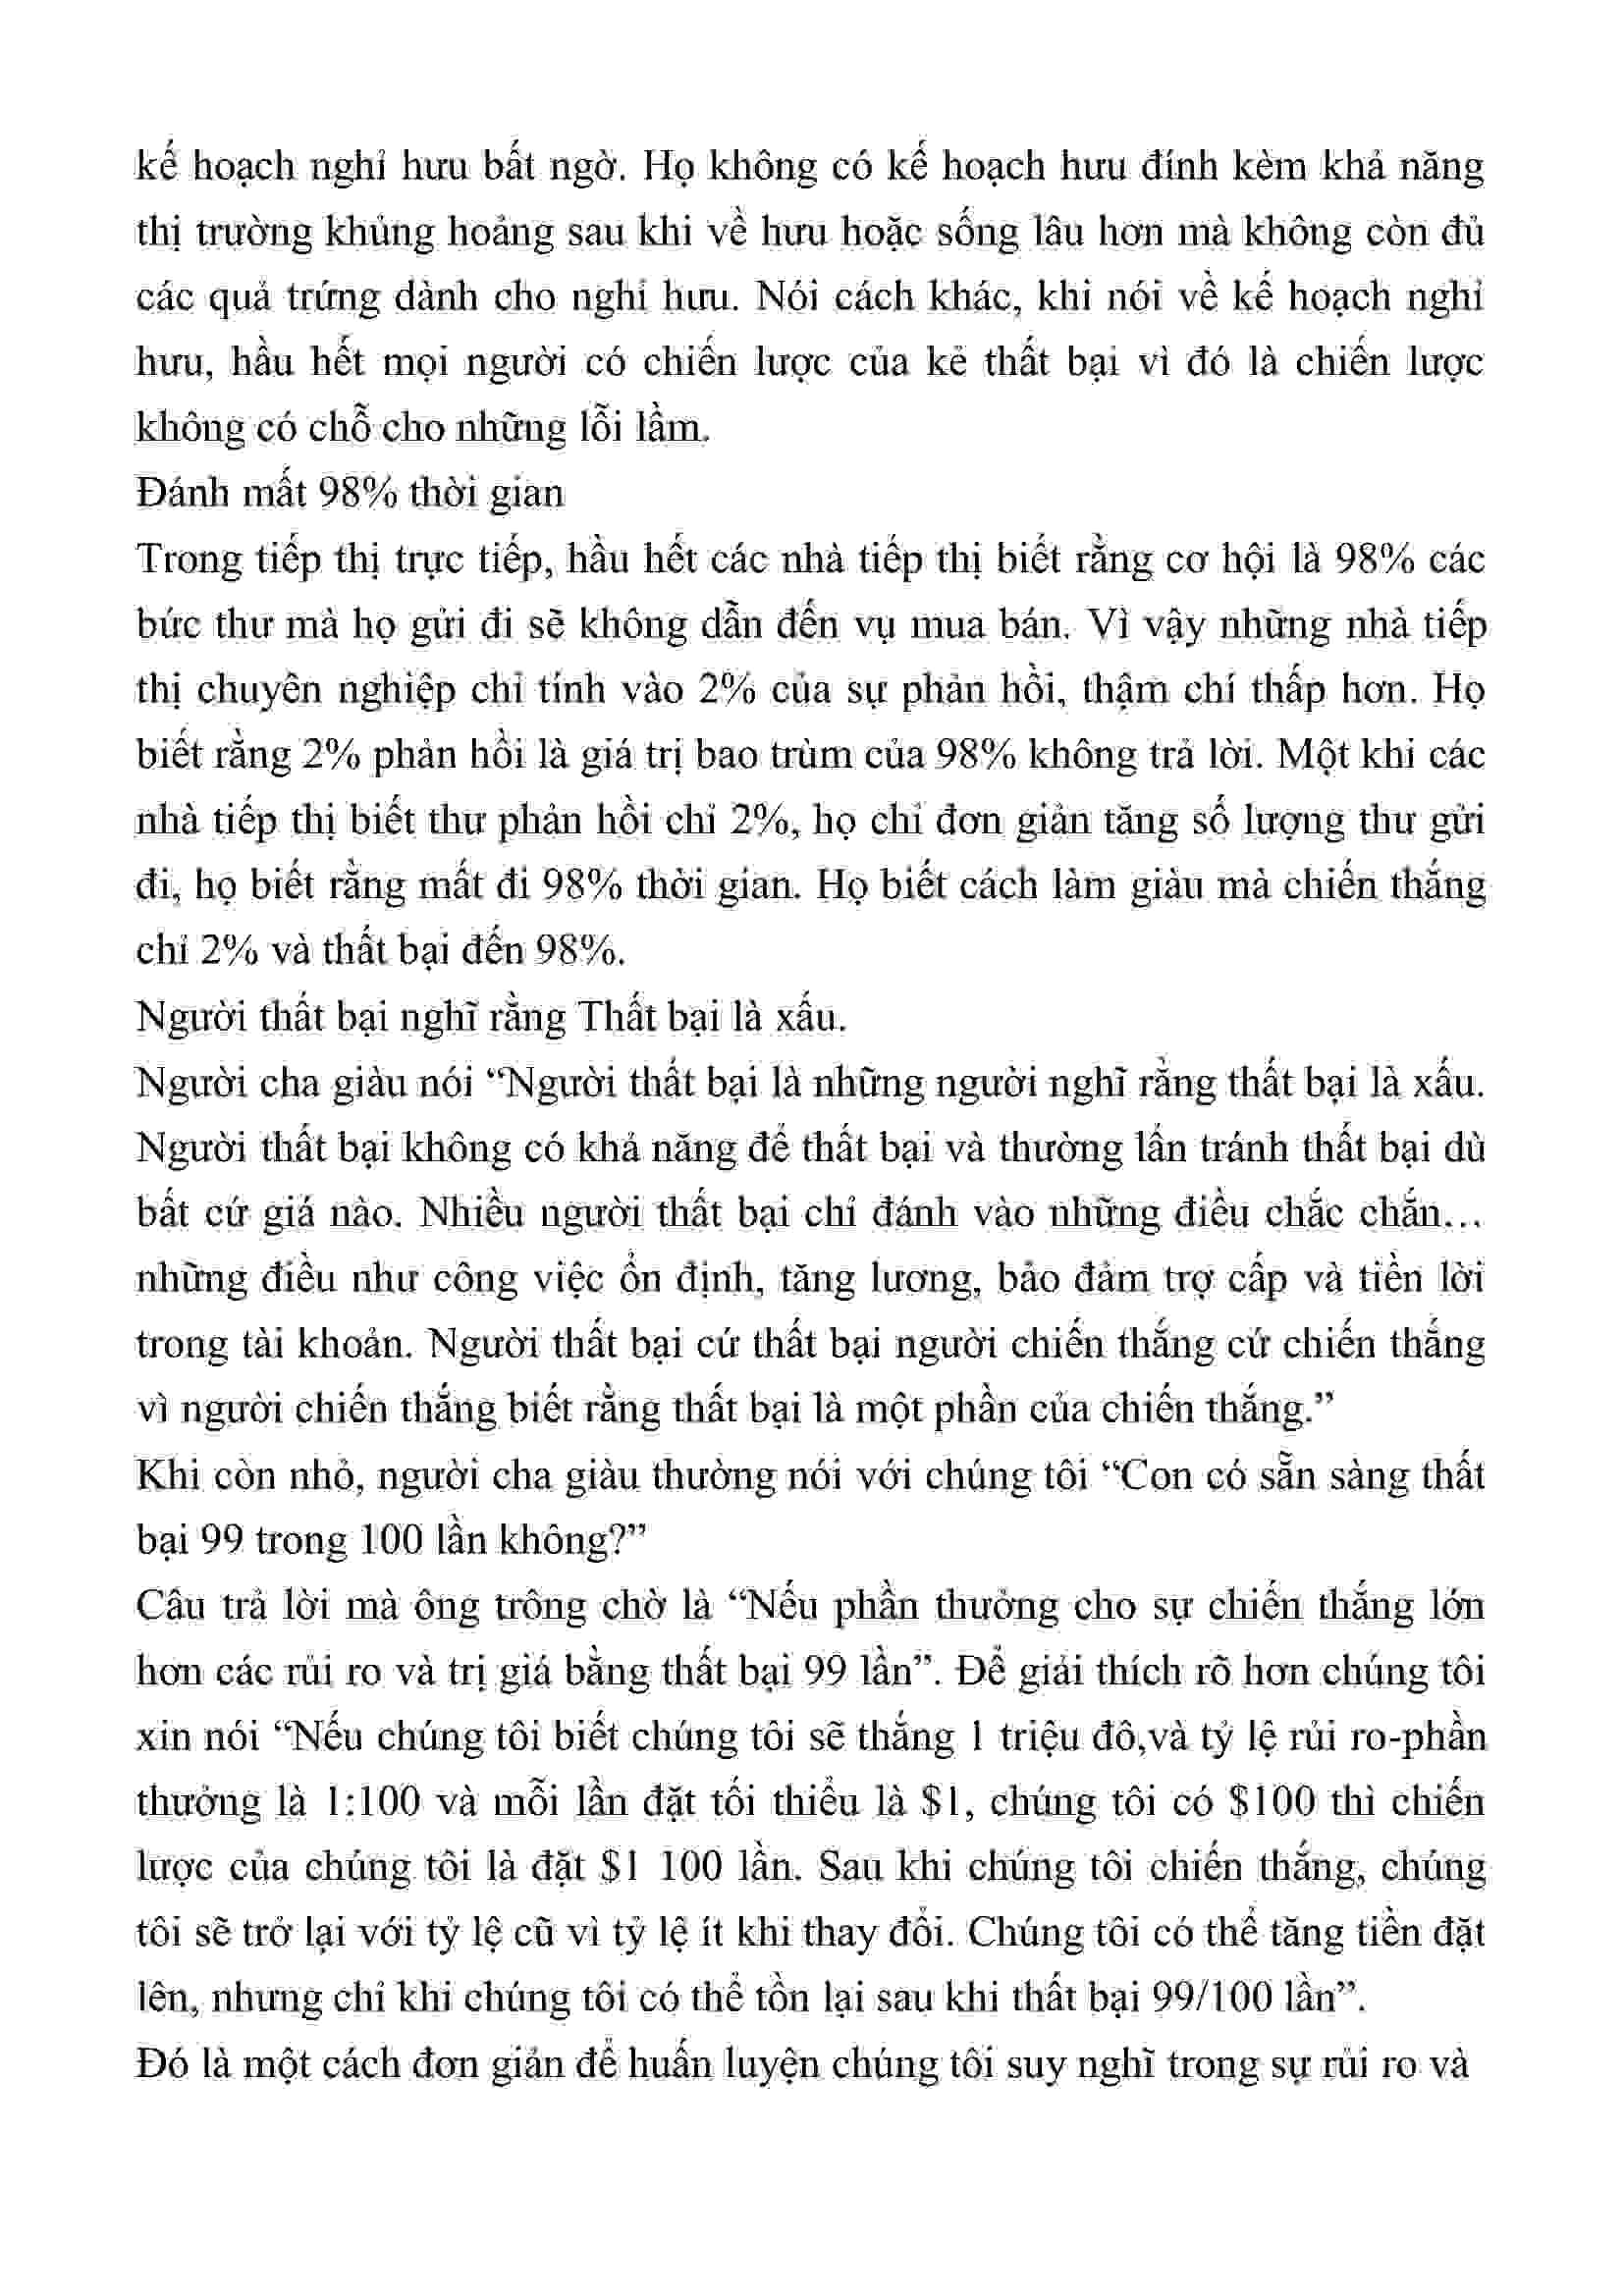 kế hoạch nghỉ hưu bất ngờ. Họ không có kế hoạch hưu đính kèm khả năng
thị trường khủng hoảng sau khi về hưu hoặc sống lâu hơn mà không còn đủ
các quả trứng dành cho nghỉ hưu. Nói cách khác, khi nói về kế hoạch nghỉ
hưu, hầu hết mọi người có chiến lược của kẻ thất bại vì đó là chiến lược
không có chỗ cho những lỗi lầm.
Đánh mất 98% thời gian
Trong tiếp thị trực tiếp, hầu hết các nhà tiếp thị biết rằng cơ hội là 98% các
bức thư mà họ gửi đi sẽ không dẫn đến vụ mua bán. Vì vậy những nhà tiếp
thị chuyên nghiệp chỉ tính vào 2% của sự phản hồi, thậm chí thấp hơn. Họ
biết rằng 2% phản hồi là giá trị bao trùm của 98% không trả lời. Một khi các
nhà tiếp thị biết thư phản hồi chỉ 2%, họ chỉ đơn giản tăng số lượng thư gửi
đi, họ biết rằng mất đi 98% thời gian. Họ biết cách làm giàu mà chiến thắng
chỉ 2% và thất bại đến 98%.
Người thất bại nghĩ rằng Thất bại là xấu.
Người cha giàu nói “Người thất bại là những người nghĩ rằng thất bại là xấu.
Người thất bại không có khả năng để thất bại và thường lẩn tránh thất bại dù
bất cứ giá nào. Nhiều người thất bại chỉ đánh vào những điều chắc chắn…
những điều như công việc ổn định, tăng lương, bảo đảm trợ cấp và tiền lời
trong tài khoản. Người thất bại cứ thất bại người chiến thắng cứ chiến thắng
vì người chiến thắng biết rằng thất bại là một phần của chiến thắng.”
Khi còn nhỏ, người cha giàu thường nói với chúng tôi “Con có sẵn sàng thất
bại 99 trong 100 lần không?”
Câu trả lời mà ông trông chờ là “Nếu phần thưởng cho sự chiến thắng lớn
hơn các rủi ro và trị giá bằng thất bại 99 lần”. Để giải thích rõ hơn chúng tôi
xin nói “Nếu chúng tôi biết chúng tôi sẽ thắng 1 triệu đô,và tỷ lệ rủi ro-phần
thưởng là 1:100 và mỗi lần đặt tối thiểu là $1, chúng tôi có $100 thì chiến
lược của chúng tôi là đặt $1 100 lần. Sau khi chúng tôi chiến thắng, chúng
tôi sẽ trở lại với tỷ lệ cũ vì tỷ lệ ít khi thay đổi. Chúng tôi có thể tăng tiền đặt
lên, nhưng chỉ khi chúng tôi có thể tồn lại sau khi thất bại 99/100 lần”.
Đó là một cách đơn giản để huấn luyện chúng tôi suy nghĩ trong sự rủi ro và